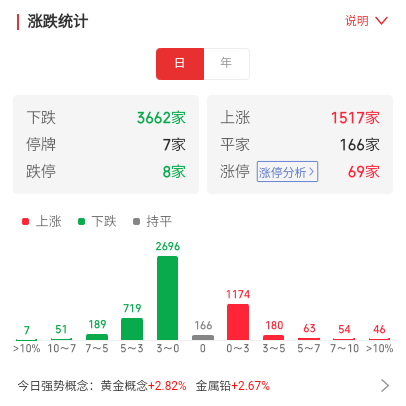 涨跌统计 说明
日 年
下跌 3662家 上涨 1517家
停牌 7家 平家 166家
跌停 8家 涨停 涨停分析 69家
上涨 下跌 持平
2696
1174
719
189 166 180
7 51 63 54 46
>10% 10～7 7～5 5～3 3～0 0 0～3 3～5 5～7 7～10 >10%
今日强势概念：黄金概念+2.82% 金属铅+2.67%